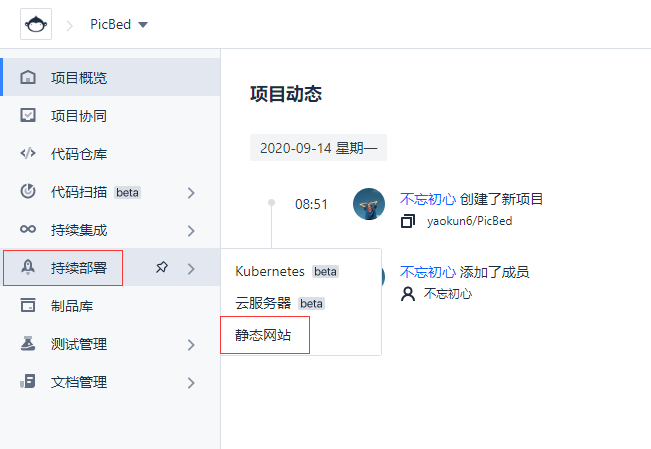 PicBed
项目概览
项目协同
代码仓库
代码扫描 beta
持续集成
持续部署
制品库
测试管理
文档管理
Kubernetes beta
云服务器 beta
静态网站
项目动态
2020-09-14 星期一
08:51
不忘初心 创建了新项目
yaokun6/PicBed
不忘初心 添加了成员
不忘初心